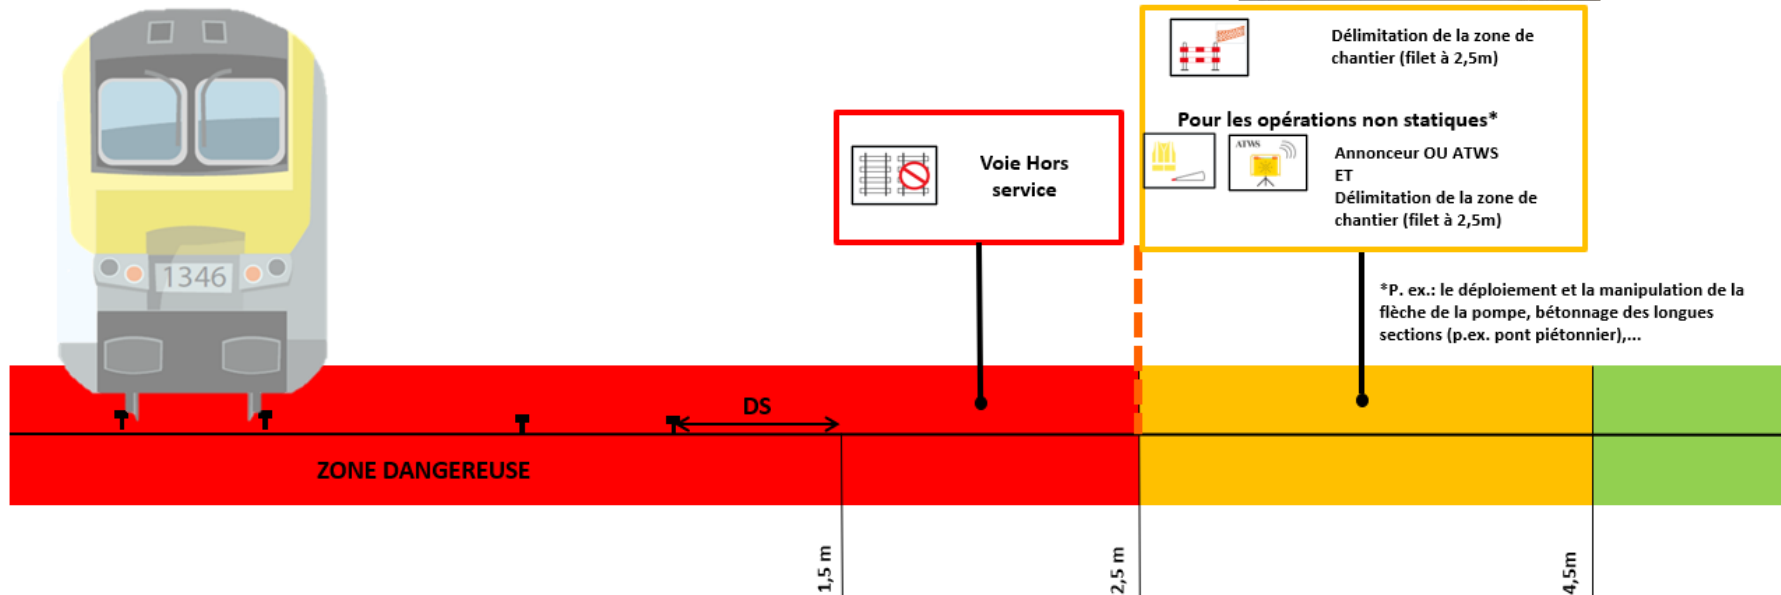 Délimitation de la zone de
chantier (filet à 2,5m)
Pour les opérations non statiques*
ATWS
Annonceur OU ATWS
ET
Délimitation de la zone de
chantier (filet à 2,5m)
Voie Hors
service
*P. ex.: le déploiement et la manipulation de la
flèche de la pompe, bétonnage des longues
sections (p.ex. pont piétonnier),...
1346
DS
ZONE DANGEREUSE
1,5 m
2,5 m
4,5m